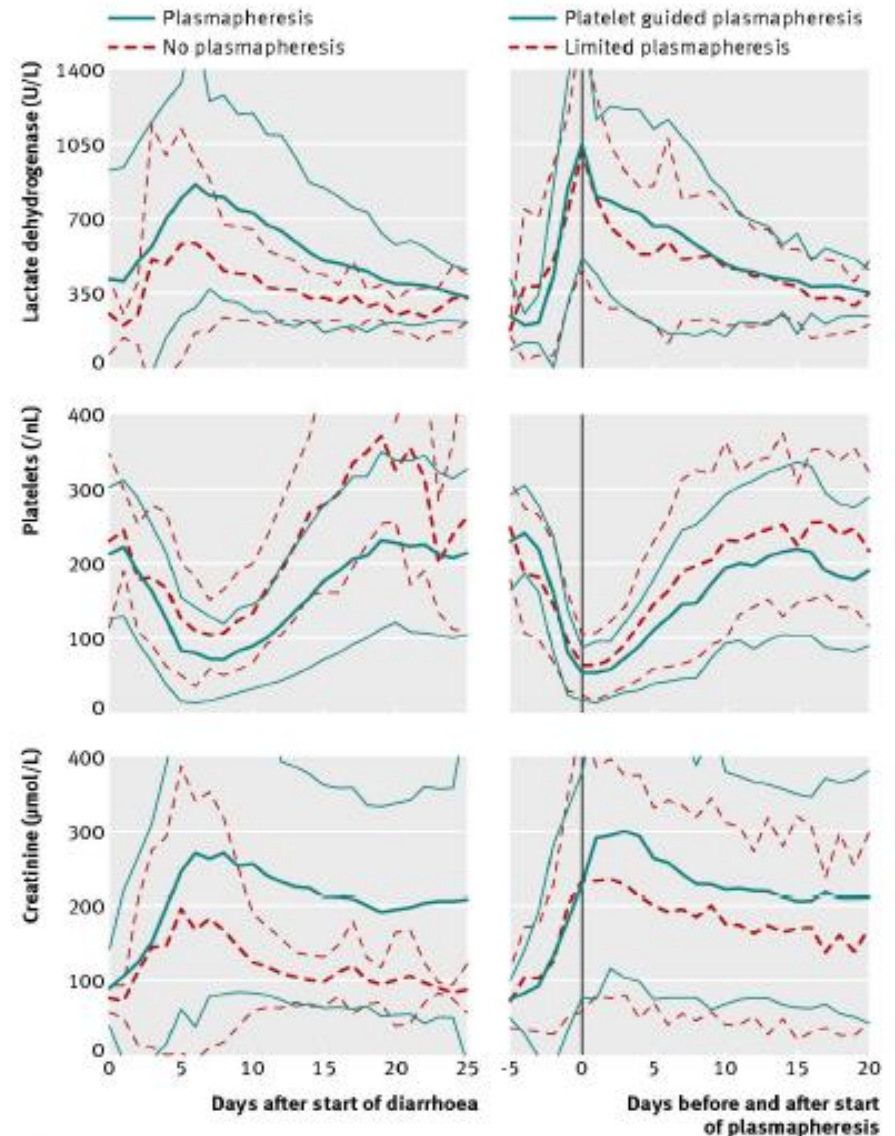 Plasmapheresis
No plasmapheresis
Platelet guided plasmapheresis
Limited plasmapheresis
Lactate dehydrogenase (U/L)
1400
1050
700
350
0
Platelets (/nL)
400
300
200
100
0
Creatinine (μmol/L)
400
300
200
100
0
0 5 10 15 20 25
Days after start of diarrhoea
-5 0 5 10 15 20
Days before and after start
of plasmapheresis